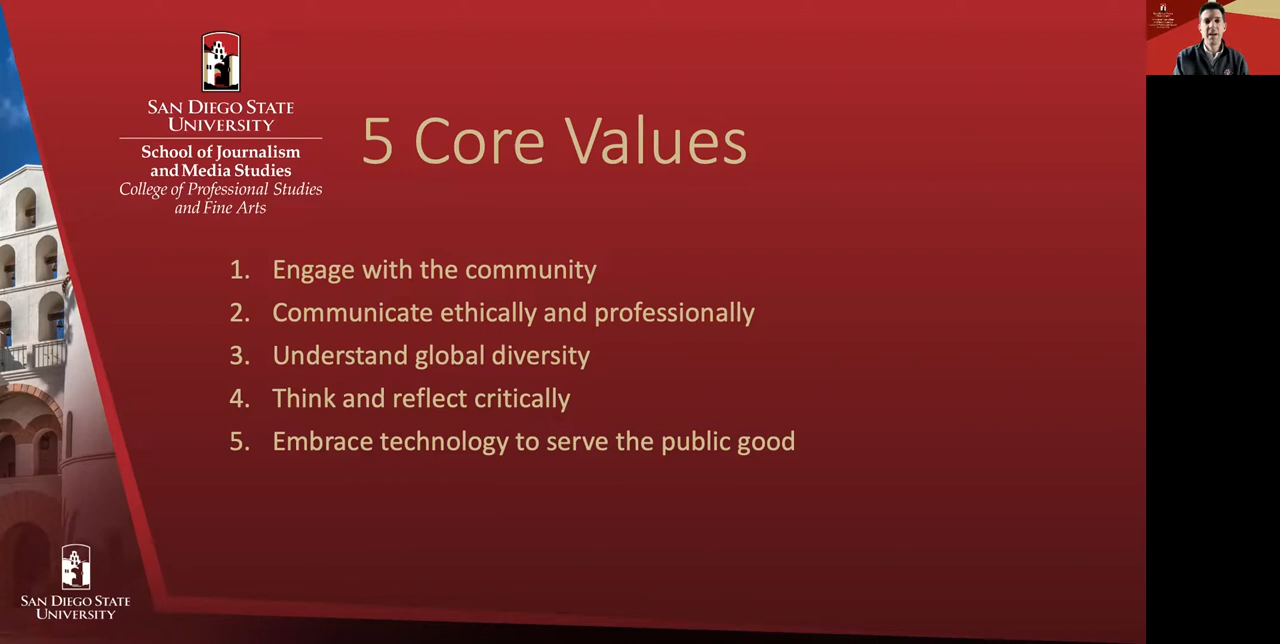 SAN DIEGO STATE
UNIVERSITY
School of Journalism
and Media Studies
College of Professional Studies
and Fine Arts
5 Core Values
1. Engage with the community
2. Communicate ethically and professionally
3. Understand global diversity
4. Think and reflect critically
5. Embrace technology to serve the public good
SAN DIEGO STATE
UNIVERSITY